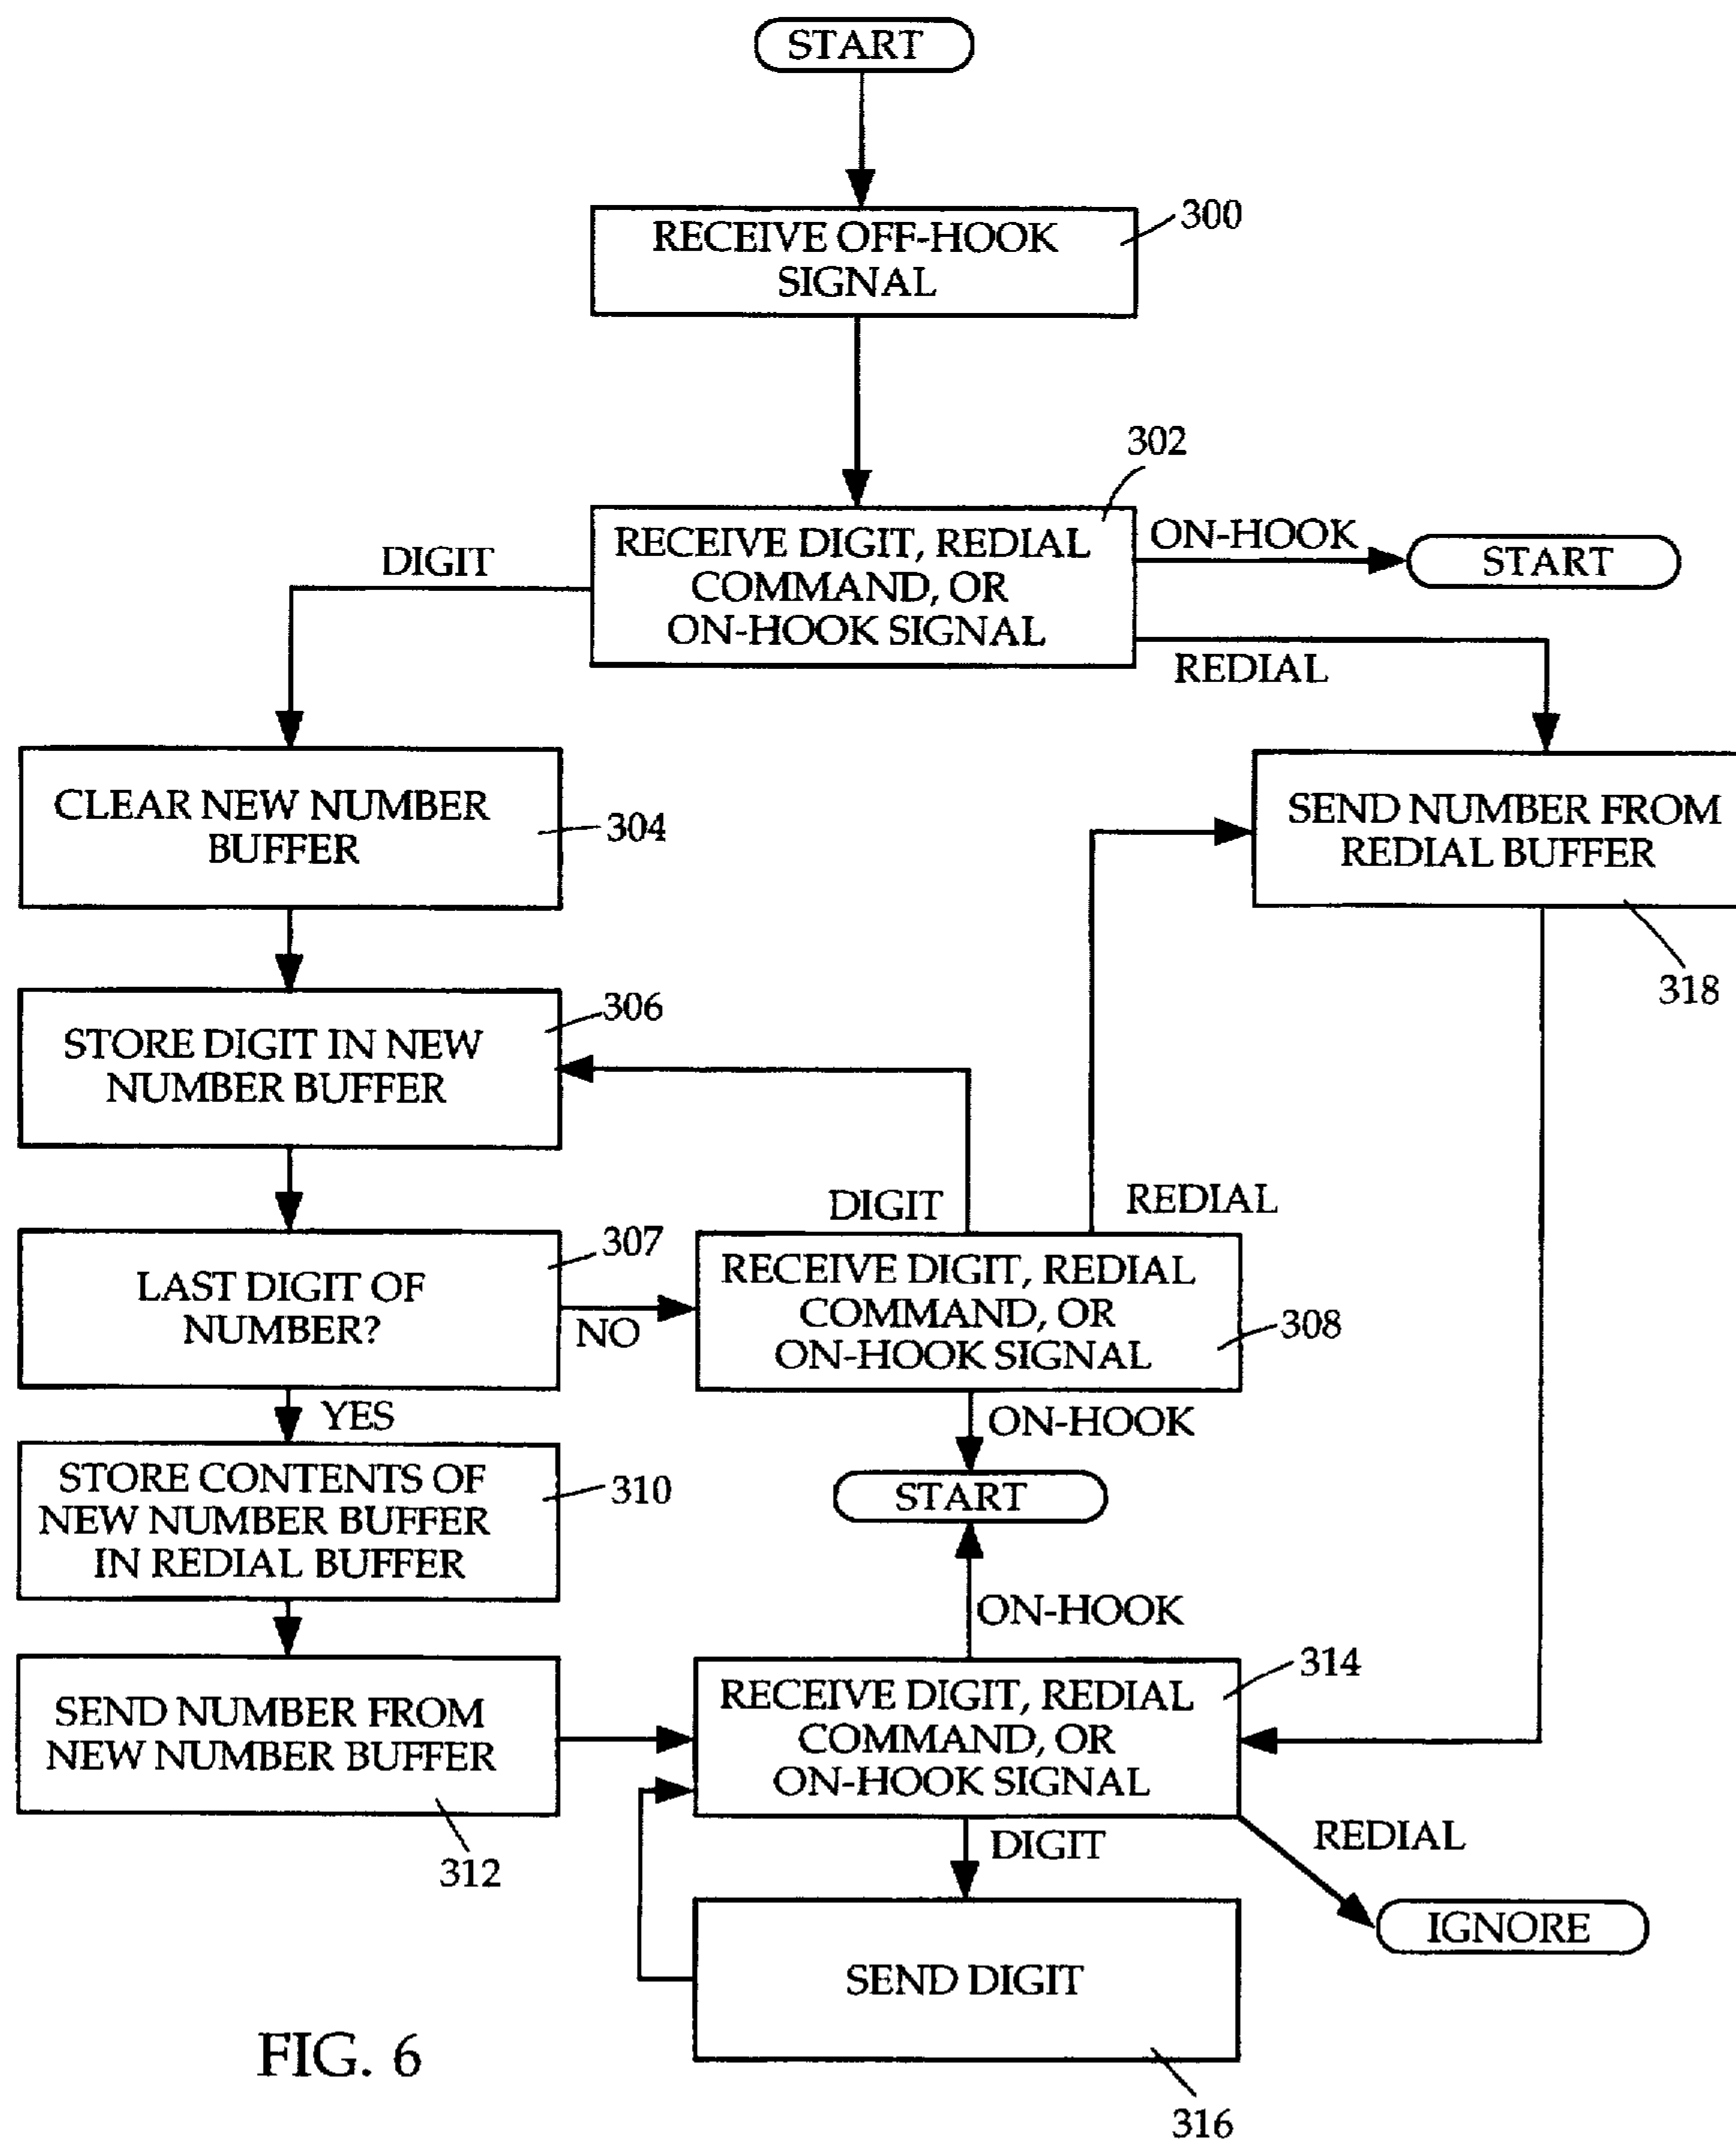 START
RECEIVE OFF-HOOK
SIGNAL
300
302
RECEIVE DIGIT, REDIAL
COMMAND, OR
ON-HOOK SIGNAL
DIGIT
ON-HOOK
START
REDIAL
CLEAR NEW NUMBER
BUFFER
304
SEND NUMBER FROM
REDIAL BUFFER
318
STORE DIGIT IN NEW
NUMBER BUFFER
306
DIGIT
REDIAL
LAST DIGIT OF
NUMBER?
307
NO
RECEIVE DIGIT, REDIAL
COMMAND, OR
ON-HOOK SIGNAL
308
YES
ON-HOOK
STORE CONTENTS OF
NEW NUMBER BUFFER
IN REDIAL BUFFER
310
START
ON-HOOK
SEND NUMBER FROM
NEW NUMBER BUFFER
312
RECEIVE DIGIT, REDIAL
COMMAND, OR
ON-HOOK SIGNAL
314
DIGIT
REDIAL
IGNORE
SEND DIGIT
316
FIG. 6